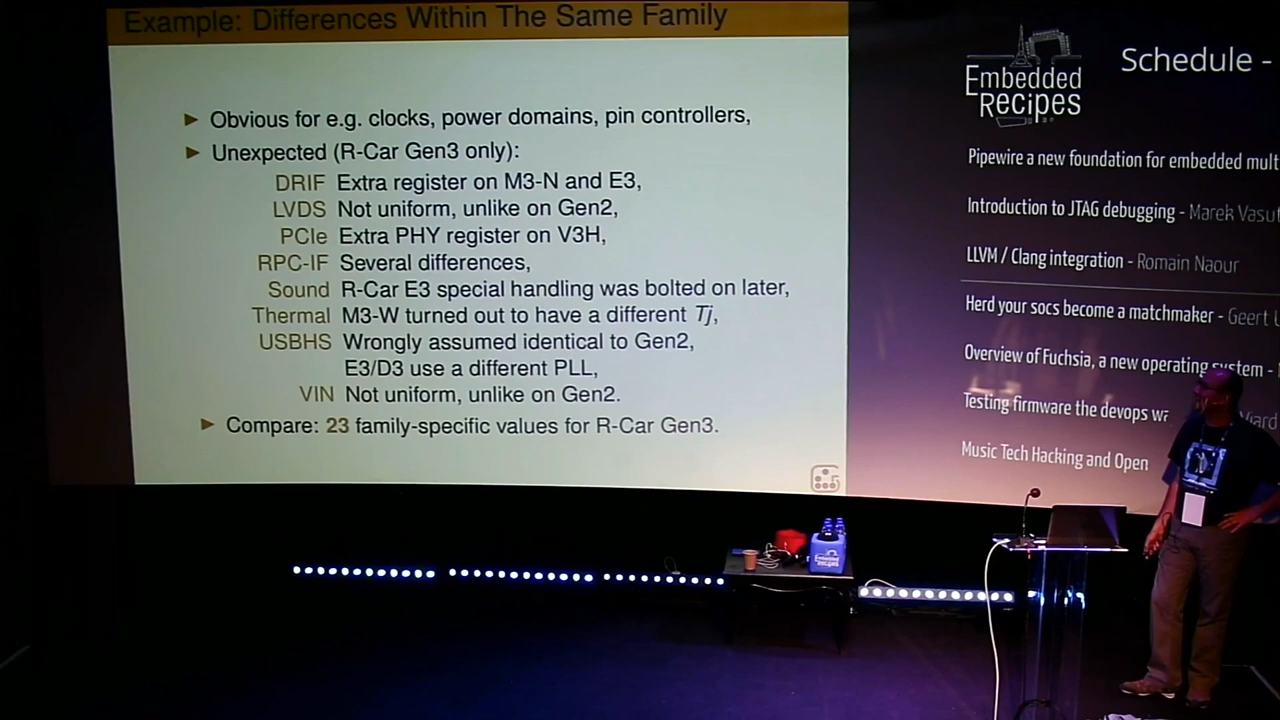 Example: Differences Within The Same Family
► Obvious for e.g. clocks, power domains, pin controllers,
► Unexpected (R-Car Gen3 only):
DRIF Extra register on M3-N and E3,
LVDS Not uniform, unlike on Gen2,
PCIe Extra PHY register on V3H,
RPC-IF Several differences,
Sound R-Car E3 special handling was bolted on later,
Thermal M3-W turned out to have a different Tj,
USBHS Wrongly assumed identical to Gen2,
E3/D3 use a different PLL,
VIN Not uniform, unlike on Gen2.
► Compare: 23 family-specific values for R-Car Gen3.
Embedded
Recipes
Schedule -
Pipewire a new foundation for embedded mult
Introduction to JTAG debugging - Marek Vasut
LLVM / Clang integration - Romain Naour
Herd your socs become a matchmaker - Geert
Overview of Fuchsia, a new operating system -
Testing firmware the devops
Music Tech Hacking and Open
Embedded
Recipes